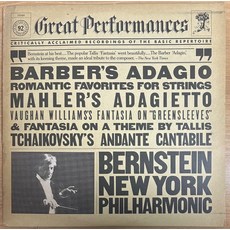 92
Great Performances
CRITICALLY ACCLAIMED RECORDINGS OF THE BASIC REPERTOIRE
BARBER'S ADAGIO
ROMANTIC FAVORITES FOR STRINGS
MAHLER'S ADAGIETTO
VAUGHAN WILLIAMS'S FANTASIA ON "GREENSLEEVES"
& FANTASIA ON A THEME BY TALLIS
TCHAIKOVSKY'S ANDANTE CANTABILE
BERNSTEIN
NEW YORK
PHILHARMONIC